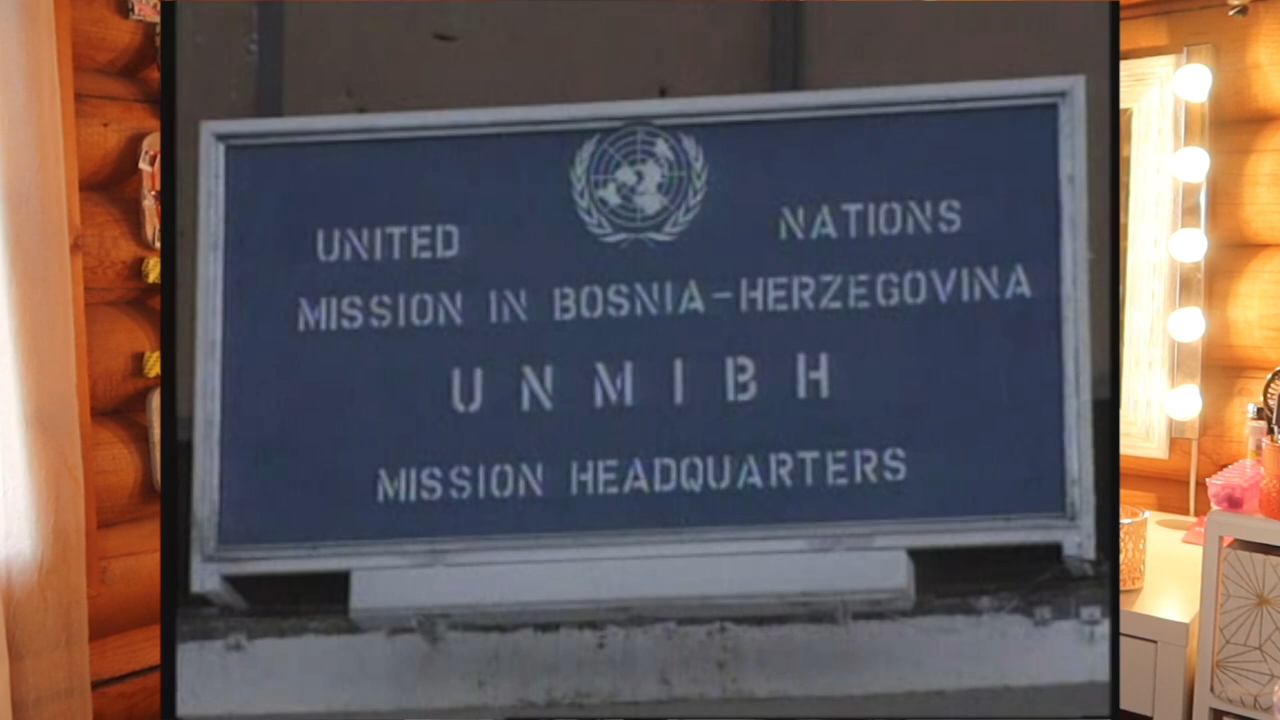 UNITED NATIONS
MISSION IN BOSNIA-HERZEGOVINA
UNMIBH
MISSION HEADQUARTERS